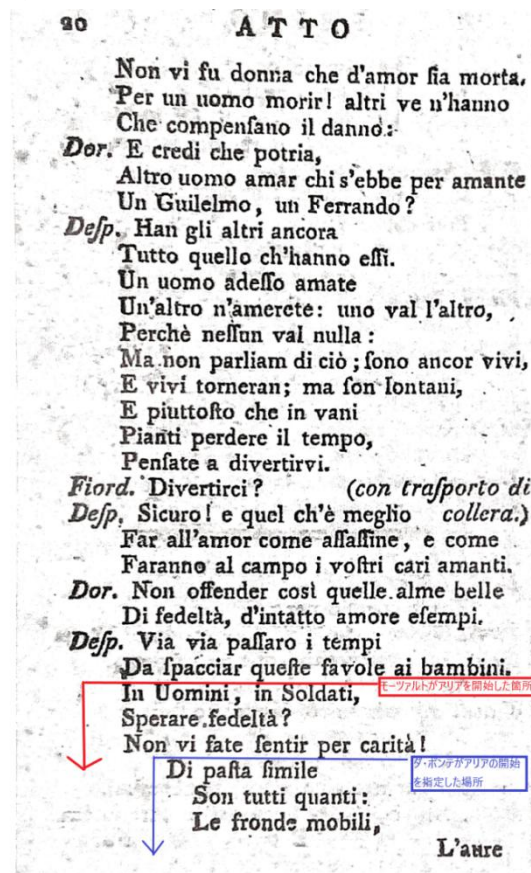 20 ATTO
Non vi fu donna che d'amor ſia morta,
Per un uomo morir! altri ve n'hanno
Che compenſano il danno.
Dor. E credi che potria,
Altro uomo amar chi s'ebbe per amante
Un Guilelmo, un Ferrando?
Deſp. Han gli altri ancora
Tutto quello ch'hanno eſſi.
Un uomo adeſſo amate
Un'altro n'amerete: uno val l'altro,
Perchè neſſun val nulla:
Ma non parliam di ciò; ſono ancor vivi,
E vivi torneran; ma ſon lontani,
E piuttoſto che in vani
Pianti perdere il tempo,
Penſate a divertirvi.
Fiord. Divertirci? (con traſporto di
Deſp. Sicuro! e quel ch'è meglio collera.)
Far all'amor come aſſaſſine, e come
Faranno al campo i voſtri cari amanti.
Dor. Non offender così quelle alme belle
Di fedeltà, d'intatto amore eſempi.
Deſp. Via via paſſaro i tempi
Da ſpacciar queſte favole ai bambini.
In Uomini, in Soldati,
モーツァルトがアリアを開始した箇所
Sperare fedeltà?
Non vi fate ſentir per carità!
Di paſta ſimile
ダ・ポンテがアリアの開始
を指定した場所
Son tutti quanti:
Le fronde mobili,
L'aure